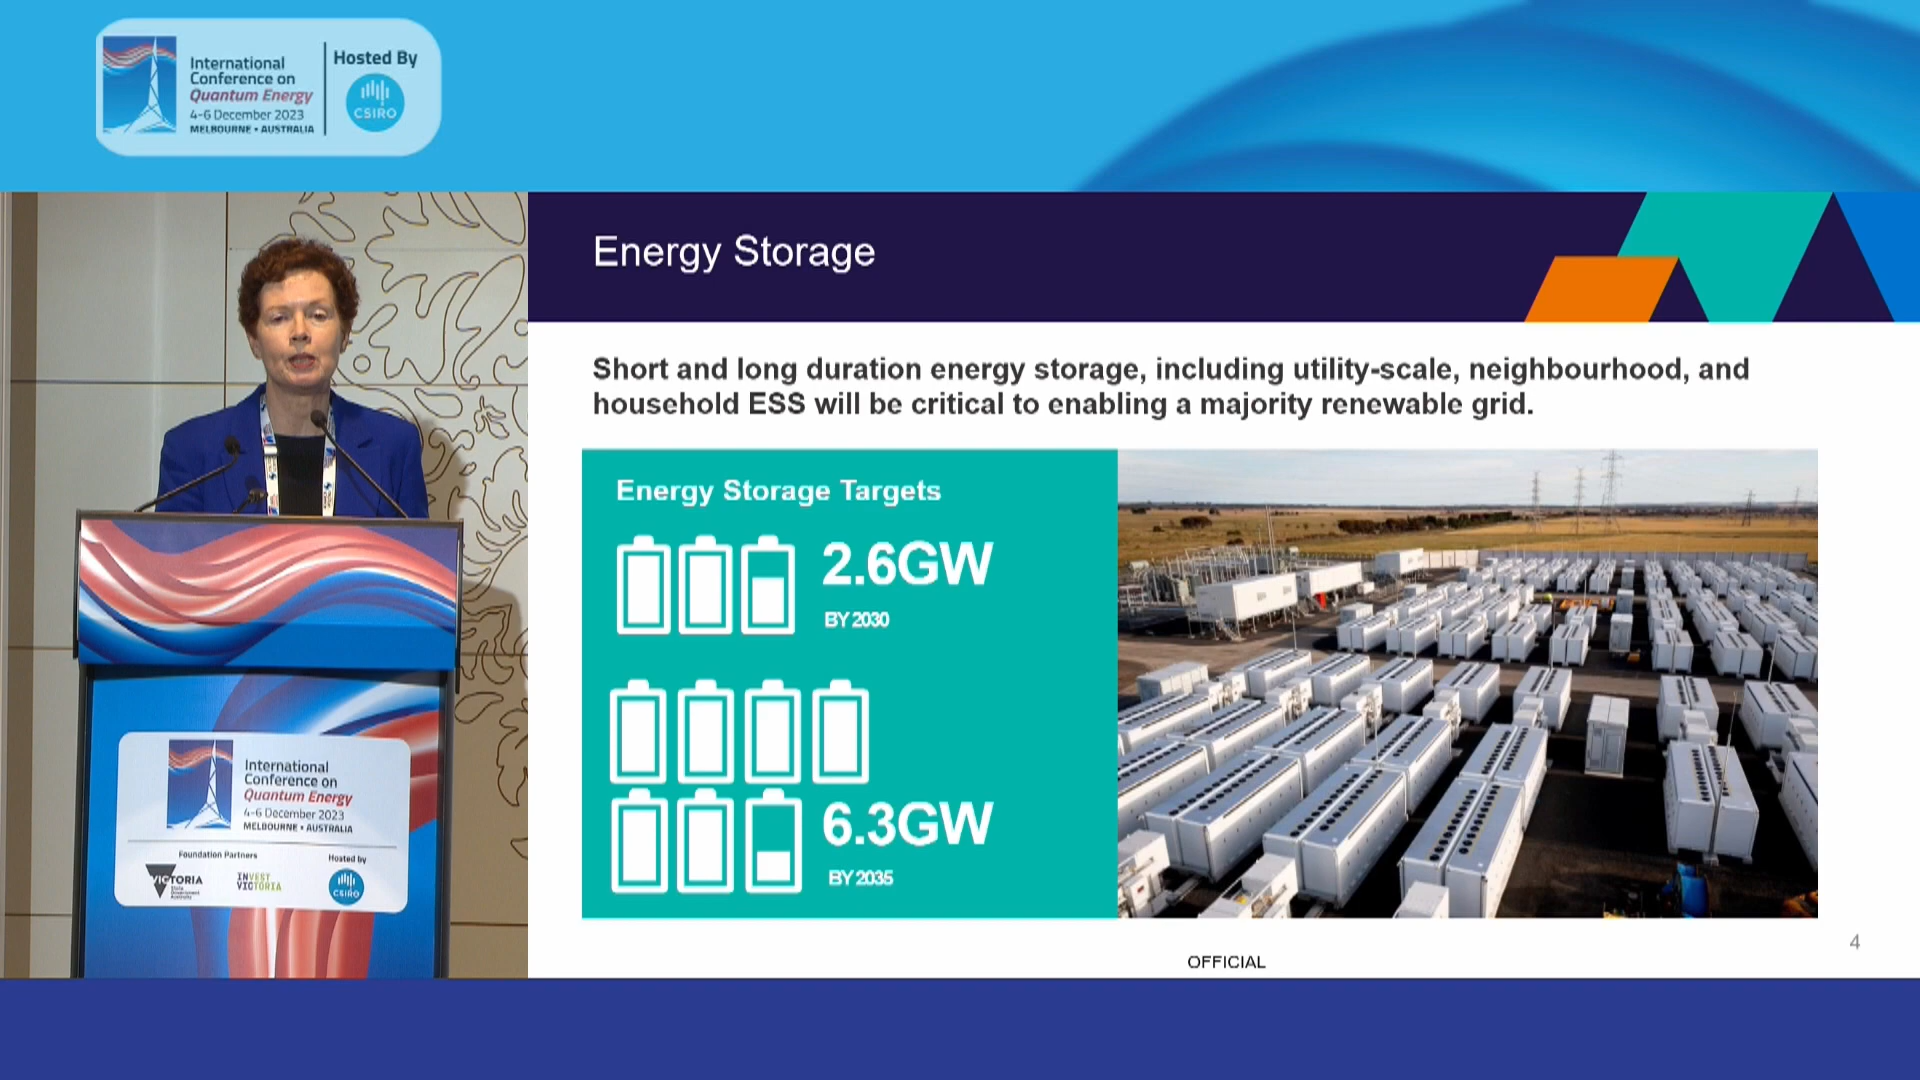 International
Conference on
Quantum Energy
4-6 December 2023
MELBOURNE • AUSTRALIA
Hosted By
CSIRO
Energy Storage
Short and long duration energy storage, including utility-scale, neighbourhood, and
household ESS will be critical to enabling a majority renewable grid.
Energy Storage Targets
2.6GW
BY 2030
6.3GW
BY 2035
OFFICIAL
4
International
Conference on
Quantum Energy
4-6 December 2023
MELBOURNE • AUSTRALIA
Foundation Partners
Hosted by
VICTORIA
State
Government
INVEST
VICTORIA
CSIRO